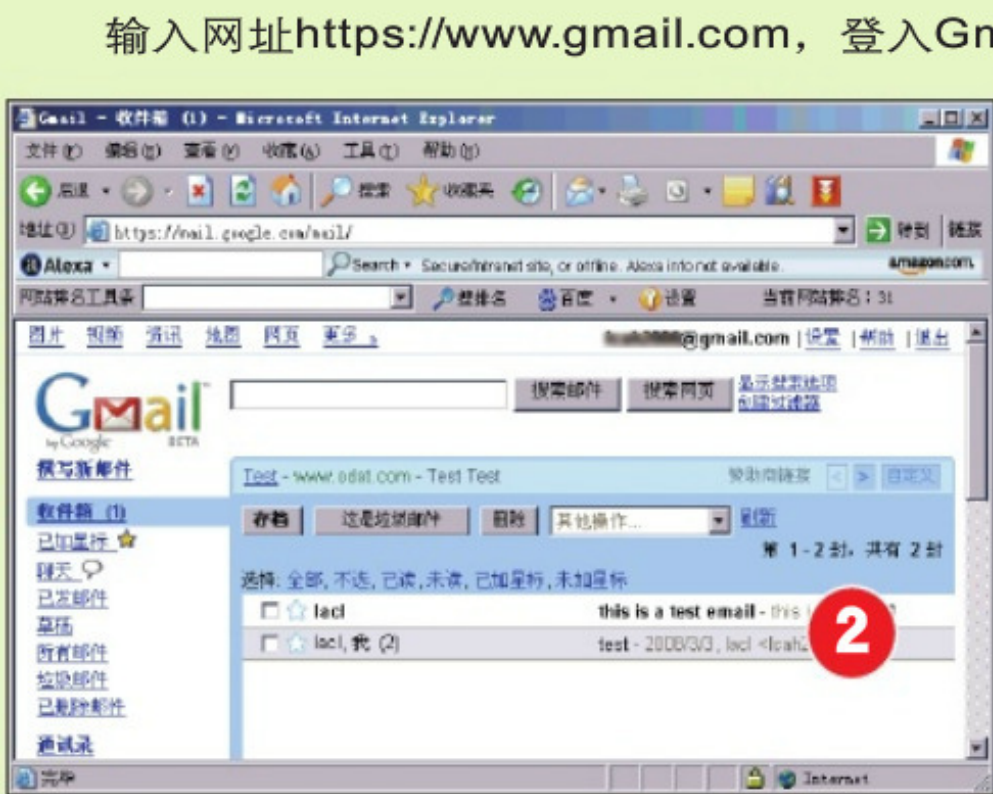 输入网址https://www.gmail.com，登入Gm
Gmail - 收件箱 (1) - Microsoft Internet Explorer
文件(F) 编辑(E) 查看(V) 收藏(A) 工具(T) 帮助(H)
后退 搜索 收藏夹
地址(D) https://mail.google.com/mail/ 转到 链接
Alexa Search Secure/Intranet site, or offline. Alexa info not available. amazon.com.
网站排名工具条 查排名 百度 设置 当前网站排名：31
图片 视频 资讯 地图 网页 更多 @gmail.com | 设置 | 帮助 | 退出
Gmail
by Google BETA
搜索邮件 搜索网页 显示搜索选项
创建过滤器
撰写新邮件
Test - www.odst.com - Test Test 赞助商链接 < > 自定义
收件箱 (1)
存档 这是垃圾邮件 删除 其他操作... 刷新
已加星标
第 1-2 封，共有 2 封
聊天
选择: 全部, 不选, 已读, 未读, 已加星标, 未加星标
已发邮件
lacl this is a test email - this
草稿
2
所有邮件
lacl, 我 (2) test - 2008/3/3, lacl
垃圾邮件
已删除邮件
通讯录
完毕 Internet